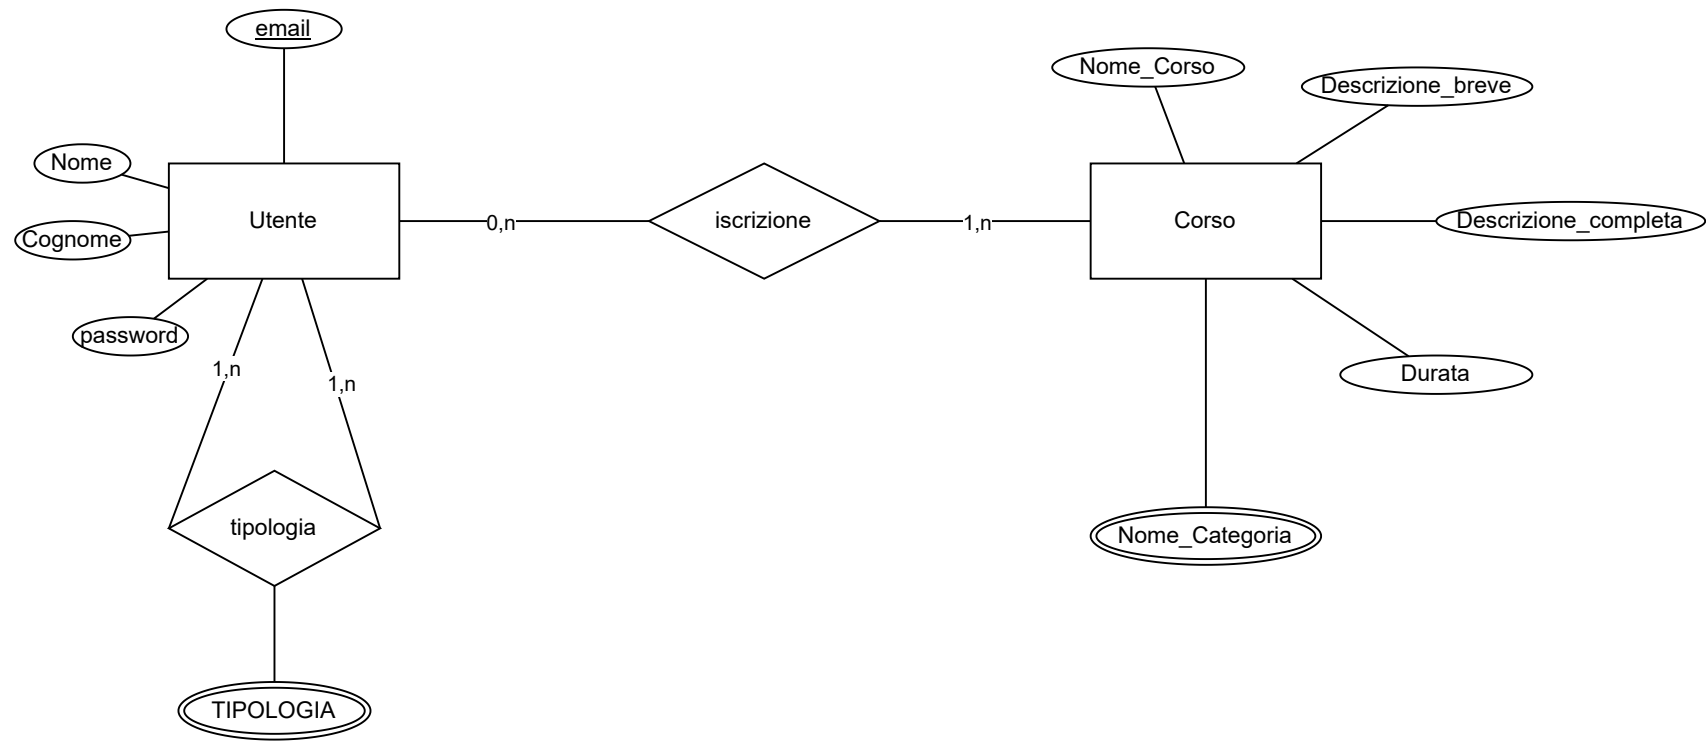 email
Nome_Corso
Descrizione_breve
Nome
Utente
0,n
iscrizione
1,n
Corso
Descrizione_completa
Cognome
password
1,n
1,n
Durata
tipologia
Nome_Categoria
TIPOLOGIA